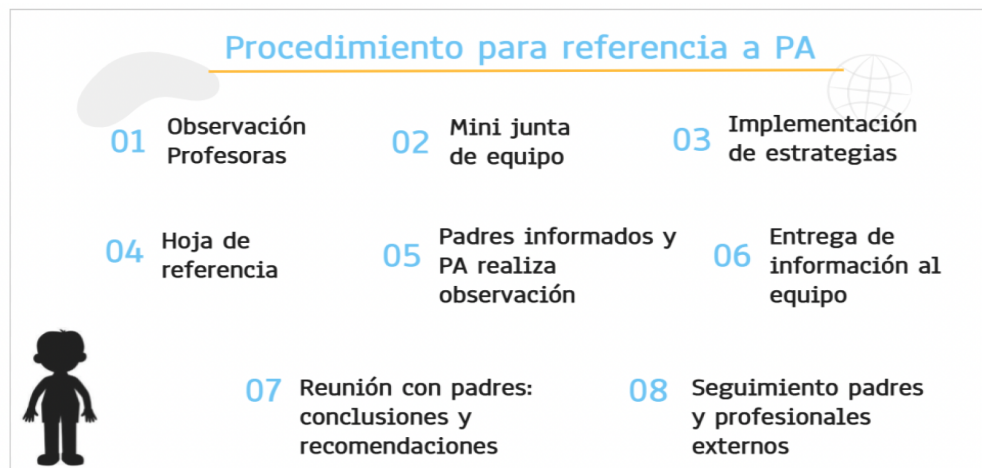 Procedimiento para referencia a PA
01
Observación
Profesoras
02
Mini junta
de equipo
03
Implementación
de estrategias
04
Hoja de
referencia
05
Padres informados y
PA realiza
observación
06
Entrega de
información al
equipo
07
Reunión con padres:
conclusiones y
recomendaciones
08
Seguimiento padres
y profesionales
externos